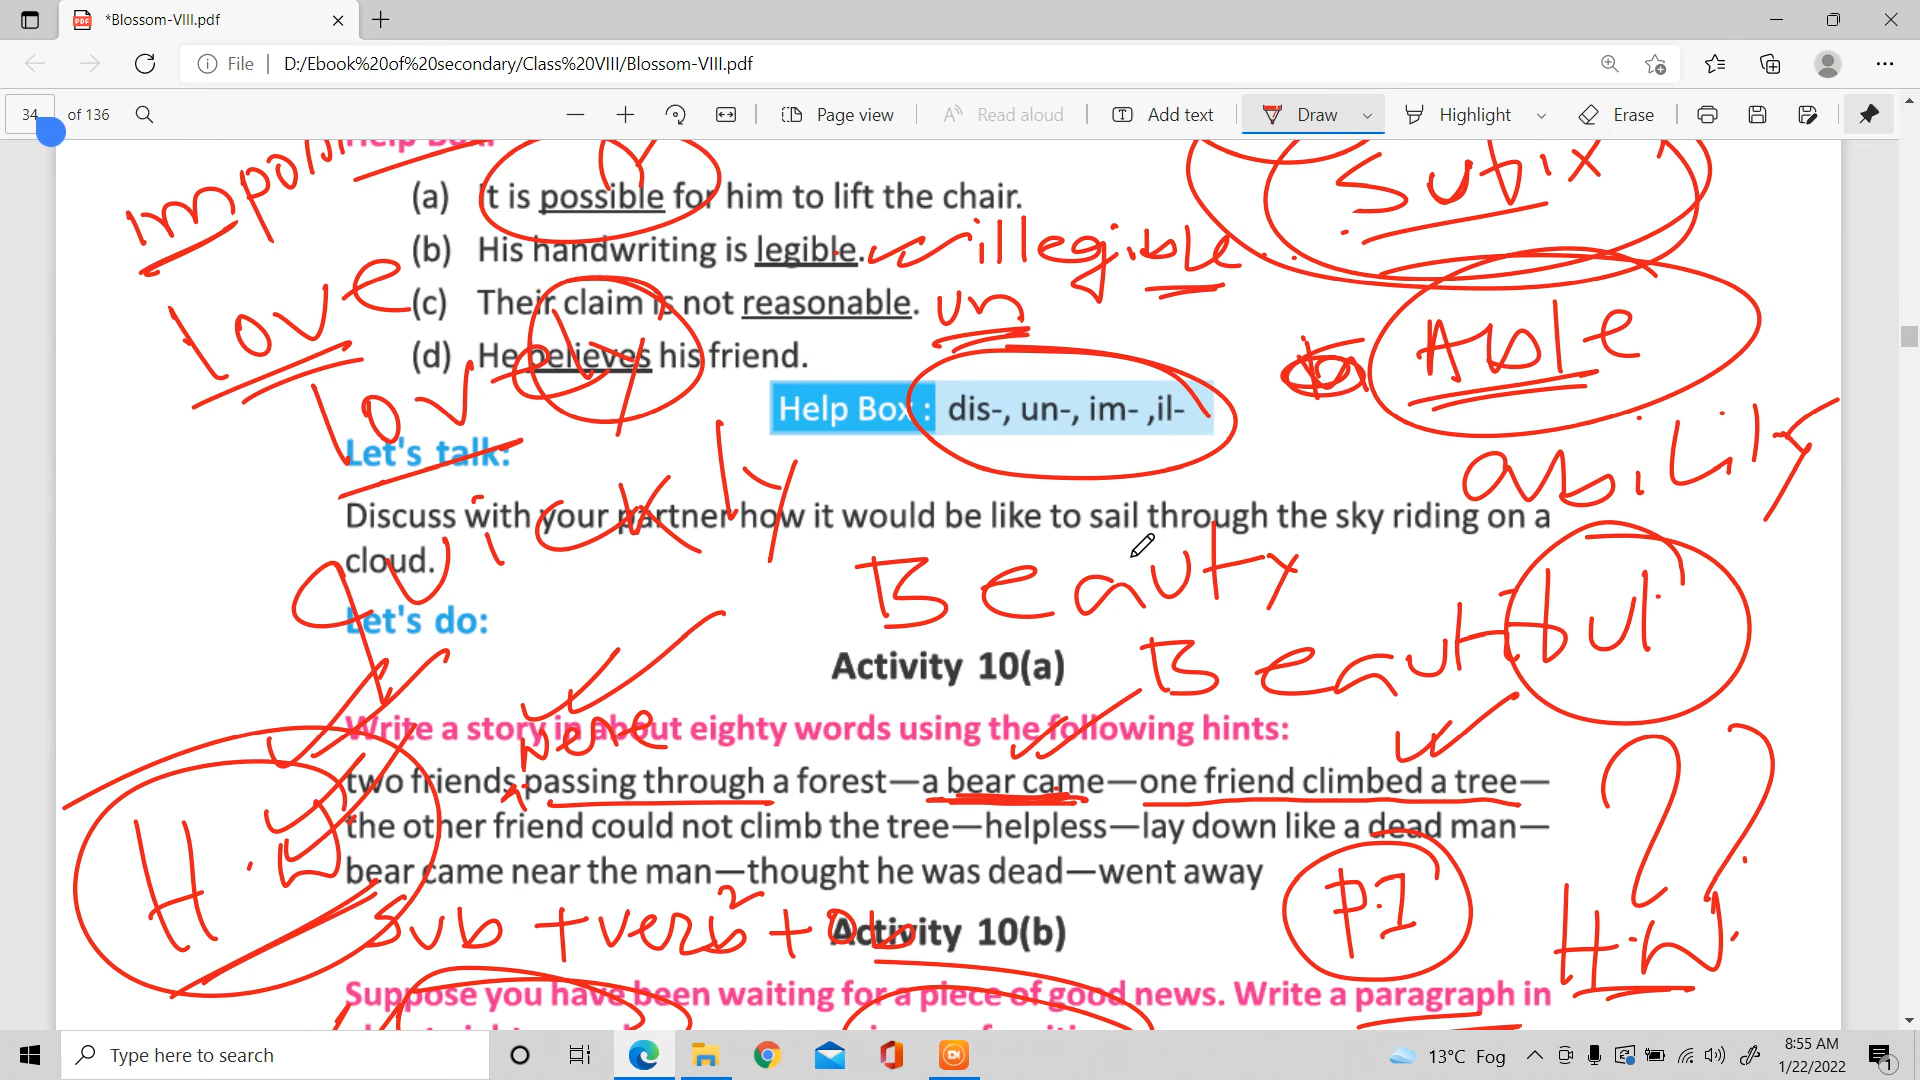 *Blossom-VIII.pdf
File D:/Ebook%20of%20secondary/Class%20VIII/Blossom-VIII.pdf
34 of 136 Page view Read aloud Add text Draw Highlight Erase
Sufix
(a) It is possible for him to lift the chair.
(b) His handwriting is legible. illegible
(c) Their claim is not reasonable. un
(d) He believes his friend.
love
ly
Able
Help Box : dis-, un-, im- ,il-
Let's talk:
ability
quickly
Discuss with your partner how it would be like to sail through the sky riding on a
cloud.
Beauty
Let's do:
Beautiful
Activity 10(a)
Write a story in about eighty words using the following hints:
were
two friends passing through a forest—a bear came—one friend climbed a tree—
the other friend could not climb the tree—helpless—lay down like a dead man—
bear came near the man—thought he was dead—went away
H.W
P.I
H.W.
Sub + verb2 + ob
Activity 10(b)
Suppose you have been waiting for a piece of good news. Write a paragraph in
Type here to search
13°C Fog
8:55 AM
1/22/2022
1